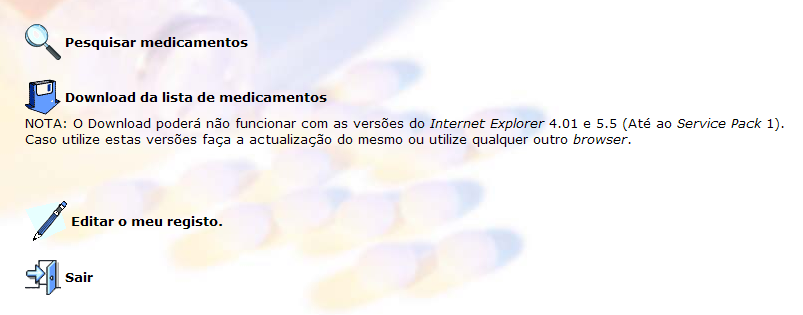 Pesquisar medicamentos
Download da lista de medicamentos
NOTA: O Download poderá não funcionar com as versões do Internet Explorer 4.01 e 5.5 (Até ao Service Pack 1).
Caso utilize estas versões faça a actualização do mesmo ou utilize qualquer outro browser.
Editar o meu registo.
Sair